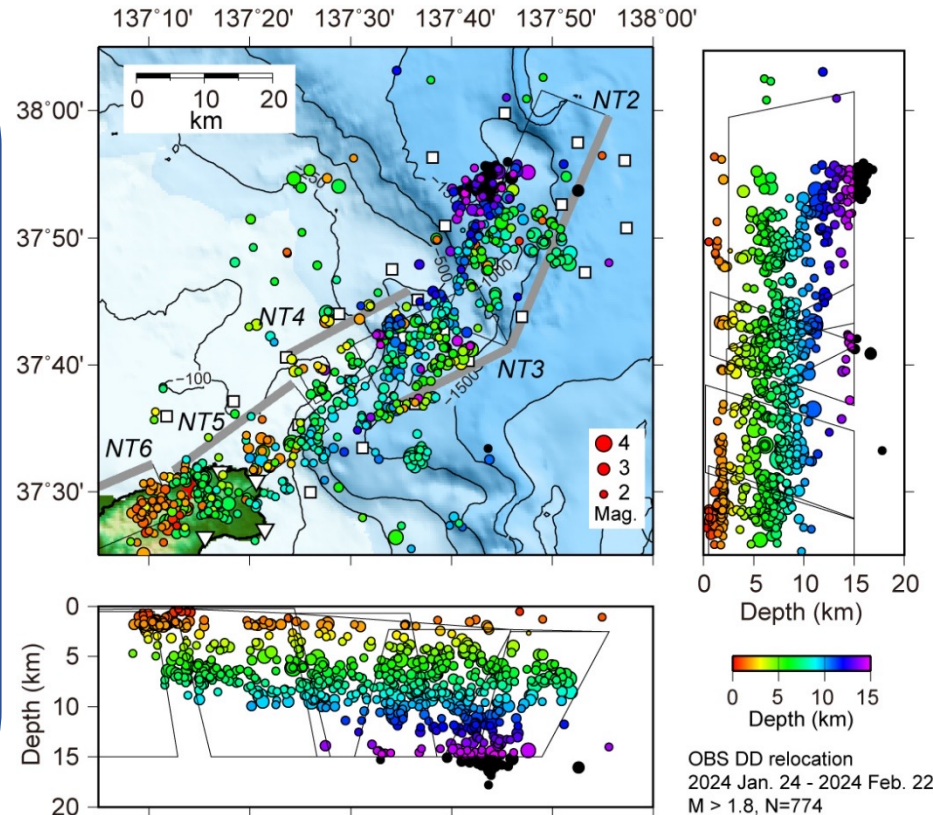 137°10' 137°20' 137°30' 137°40' 137°50' 138°00'
38°00'
37°50'
37°40'
37°30'
0 10 20
km
NT2
NT4
NT3
NT5
NT6
−500
−1000
−1500
−100
4
3
2
Mag.
0 5 10 15 20
Depth (km)
0
5
10
15
20
Depth (km)
0 5 10 15
Depth (km)
OBS DD relocation
2024 Jan. 24 - 2024 Feb. 22
M > 1.8, N=774